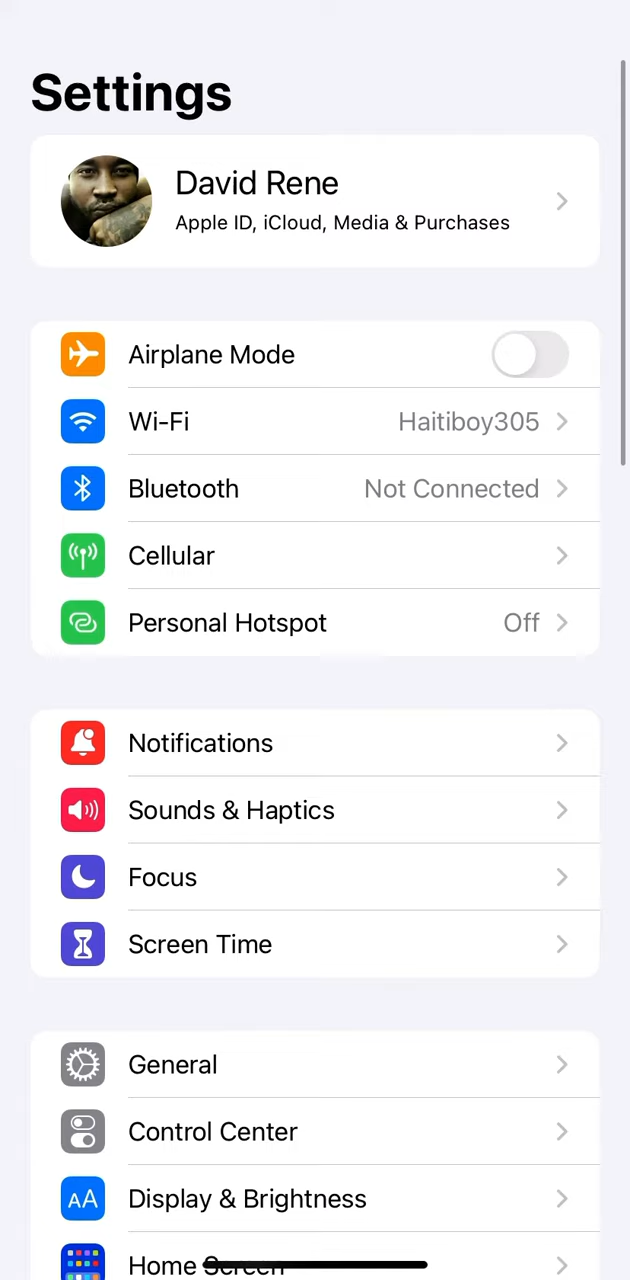 Settings
David Rene
Apple ID, iCloud, Media & Purchases
Airplane Mode
Wi-Fi Haitiboy305
Bluetooth Not Connected
Cellular
Personal Hotspot Off
Notifications
Sounds & Haptics
Focus
Screen Time
General
Control Center
AA Display & Brightness
Home Screen